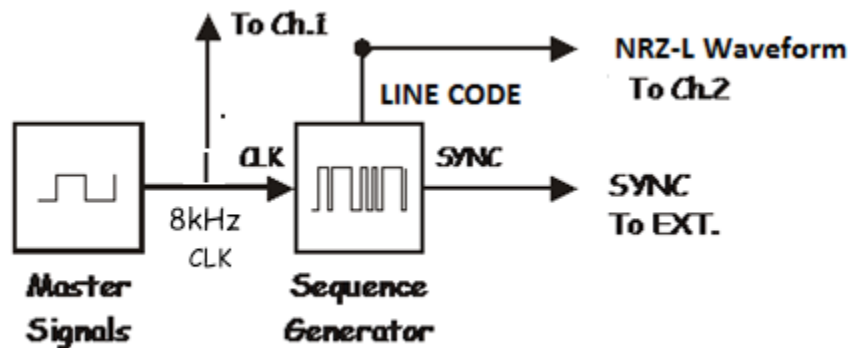 To Ch.1
NRZ-L Waveform
To Ch.2
LINE CODE
CLK
SYNC
8kHz
CLK
SYNC
To EXT.
Master
Signals
Sequence
Generator